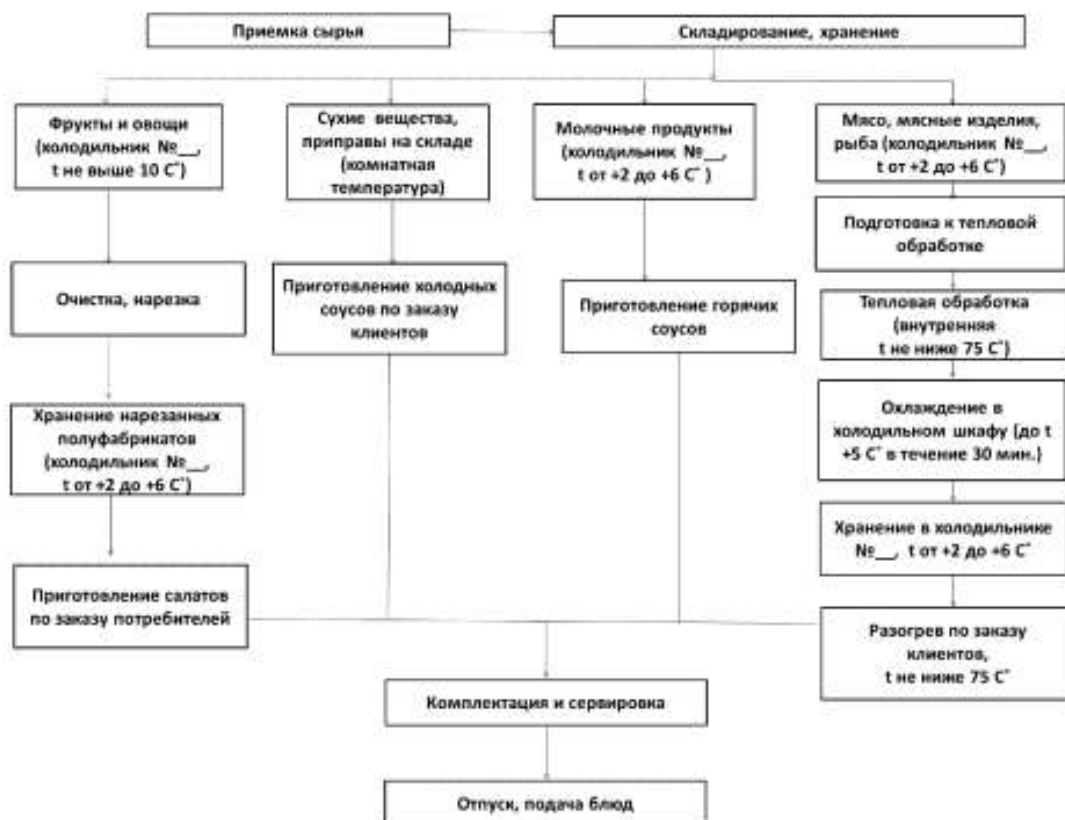 Приемка сырья
Складирование, хранение
Фрукты и овощи
(холодильник №__,
t не выше 10 С˚)
Сухие вещества,
приправы на складе
(комнатная
температура)
Молочные продукты
(холодильник №__,
t от +2 до +6 С˚ )
Мясо, мясные изделия,
рыба (холодильник №__,
t от +2 до +6 С˚)
Подготовка к тепловой
обработке
Очистка, нарезка
Приготовление холодных
соусов по заказу
клиентов
Приготовление горячих
соусов
Тепловая обработка
(внутренняя
t не ниже 75 С˚)
Хранение нарезанных
полуфабрикатов
(холодильник №__,
t от +2 до +6 С˚)
Охлаждение в
холодильном шкафу (до t
+5 С˚ в течение 30 мин.)
Хранение в холодильнике
№__, t от +2 до +6 С˚
Приготовление салатов
по заказу потребителей
Разогрев по заказу
клиентов,
t не ниже 75 С˚
Комплектация и сервировка
Отпуск, подача блюд